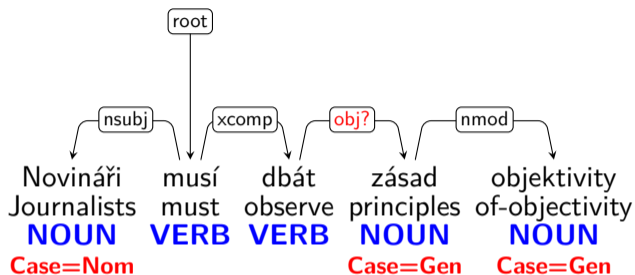 root
nsubj xcomp obj? nmod
Novináři musí dbát zásad objektivity
Journalists must observe principles of-objectivity
NOUN VERB VERB NOUN NOUN
Case=Nom Case=Gen Case=Gen